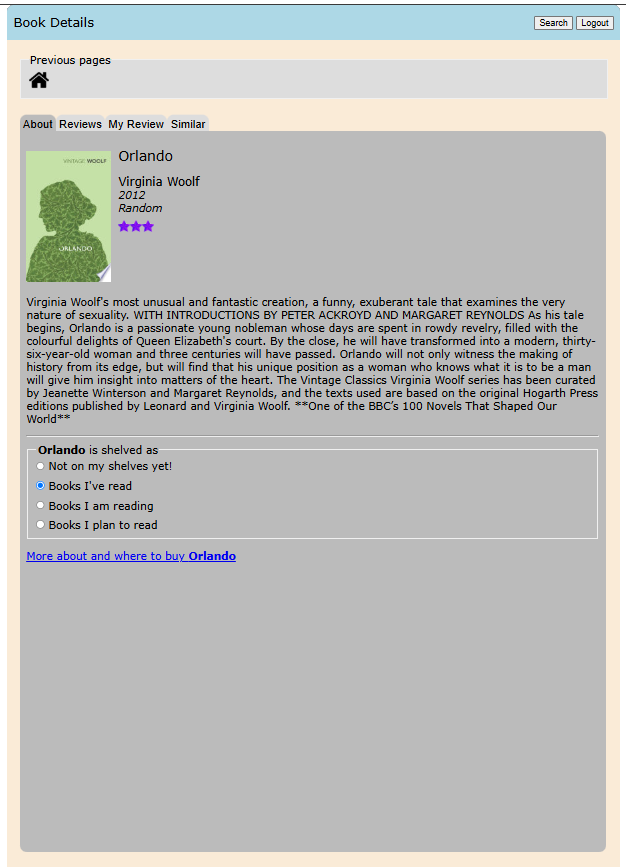 Book Details
Search
Logout
Previous pages
About
Reviews
My Review
Similar
VINTAGE WOOLF
ORLANDO
Orlando
Virginia Woolf
2012
Random
Virginia Woolf's most unusual and fantastic creation, a funny, exuberant tale that examines the very
nature of sexuality. WITH INTRODUCTIONS BY PETER ACKROYD AND MARGARET REYNOLDS As his tale
begins, Orlando is a passionate young nobleman whose days are spent in rowdy revelry, filled with the
colourful delights of Queen Elizabeth's court. By the close, he will have transformed into a modern, thirty-
six-year-old woman and three centuries will have passed. Orlando will not only witness the making of
history from its edge, but will find that his unique position as a woman who knows what it is to be a man
will give him insight into matters of the heart. The Vintage Classics Virginia Woolf series has been curated
by Jeanette Winterson and Margaret Reynolds, and the texts used are based on the original Hogarth Press
editions published by Leonard and Virginia Woolf. **One of the BBC’s 100 Novels That Shaped Our
World**
Orlando is shelved as
Not on my shelves yet!
Books I've read
Books I am reading
Books I plan to read
More about and where to buy Orlando